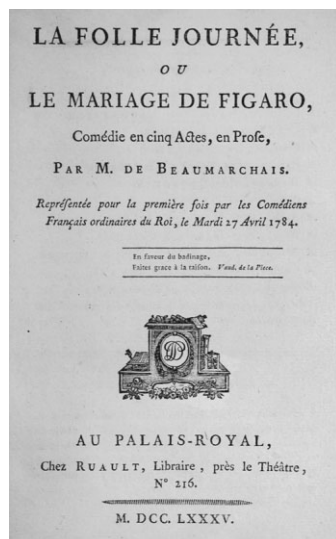 LA FOLLE JOURNÉE,
OU
LE MARIAGE DE FIGARO,
Comédie en cinq Actes, en Proſe,
PAR M. DE BEAUMARCHAIS.
Repréſentée pour la première fois par les Comédiens
Français ordinaires du Roi, le Mardi 27 Avril 1784.
En faveur du badinage,
Faites grace à la raiſon. Vaud. de la Piece.
AU PALAIS-ROYAL,
Chez RUAULT, Libraire, près le Théâtre,
N° 216.
M. DCC. LXXXV.